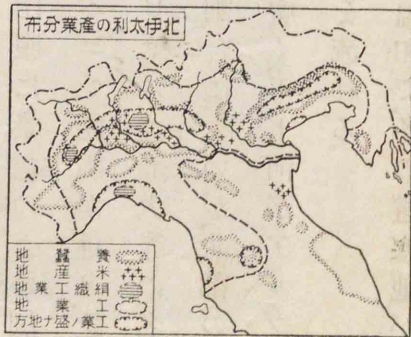 北伊太利の產業分布
養蠶地
米産地
絹織工業地
工業地
工業ノ盛ナ地方